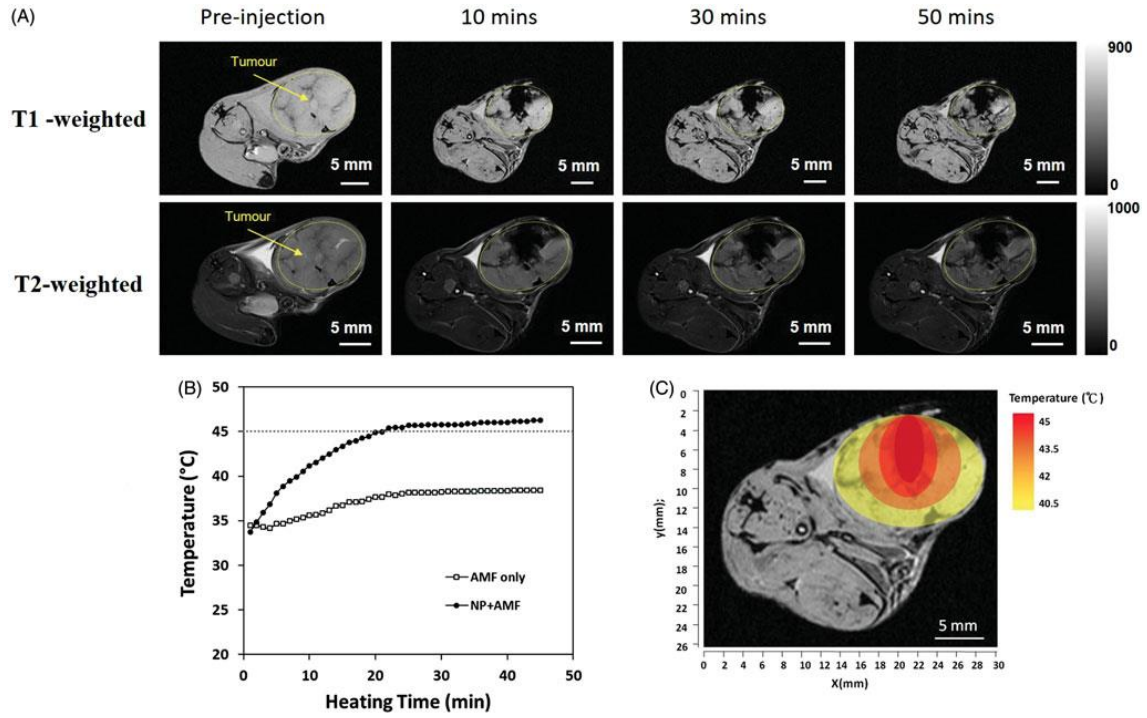 (A)
Pre-injection 10 mins 30 mins 50 mins
T1 -weighted
Tumour
5 mm 5 mm 5 mm 5 mm
900
0
T2-weighted
Tumour
5 mm 5 mm 5 mm 5 mm
1000
0
(B)
Temperature (°C)
50
45
40
35
30
25
20
AMF only
NP+AMF
0 10 20 30 40 50
Heating Time (min)
(C)
y(mm);
0
2
4
6
8
10
12
14
16
18
20
22
24
26
5 mm
0 2 4 6 8 10 12 14 16 18 20 22 24 26 28 30
X(mm)
Temperature (℃)
45
43.5
42
40.5